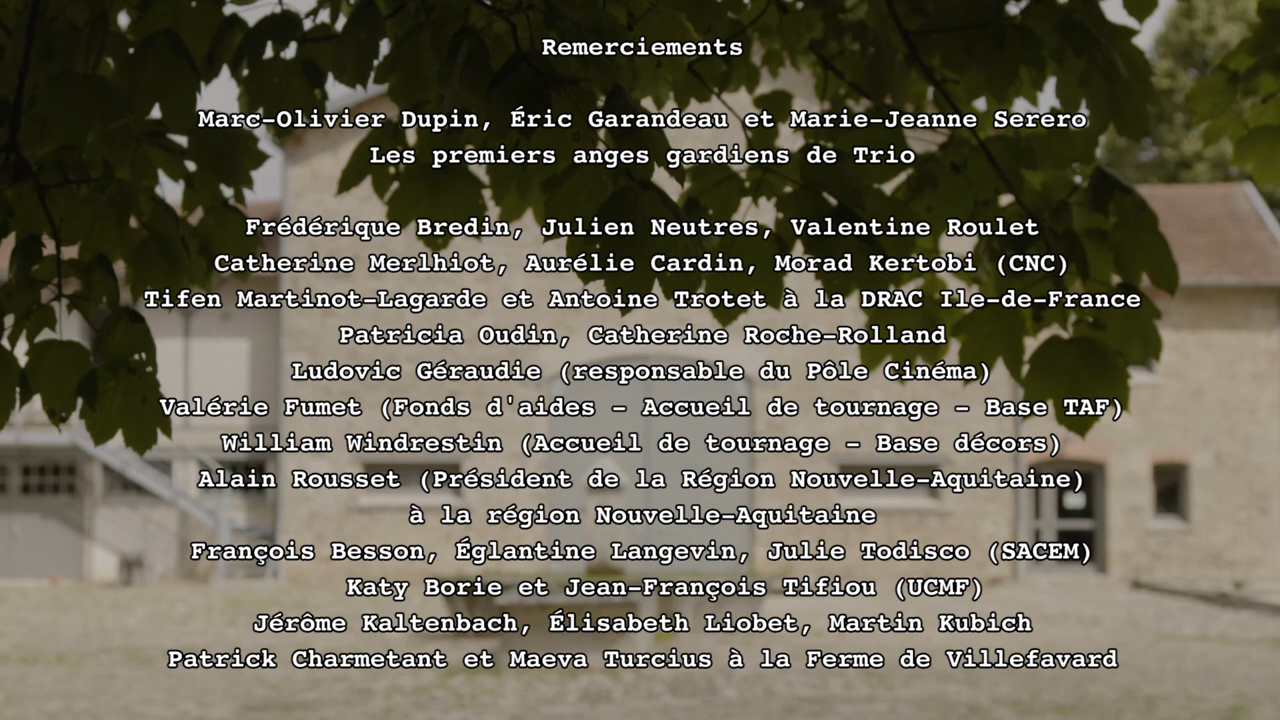 Remerciements
Marc-Olivier Dupin, Éric Garandeau et Marie-Jeanne Serero
Les premiers anges gardiens de Trio
Frédérique Bredin, Julien Neutres, Valentine Roulet
Catherine Merlhiot, Aurélie Cardin, Morad Kertobi (CNC)
Tifen Martinot-Lagarde et Antoine Trotet à la DRAC Ile-de-France
Patricia Oudin, Catherine Roche-Rolland
Ludovic Géraudie (responsable du Pôle Cinéma)
Valérie Fumet (Fonds d'aides - Accueil de tournage - Base TAF)
William Windrestin (Accueil de tournage - Base décors)
Alain Rousset (Président de la Région Nouvelle-Aquitaine)
à la région Nouvelle-Aquitaine
François Besson, Églantine Langevin, Julie Todisco (SACEM)
Katy Borie et Jean-François Tifiou (UCMF)
Jérôme Kaltenbach, Élisabeth Liobet, Martin Kubich
Patrick Charmetant et Maeva Turcius à la Ferme de Villefavard